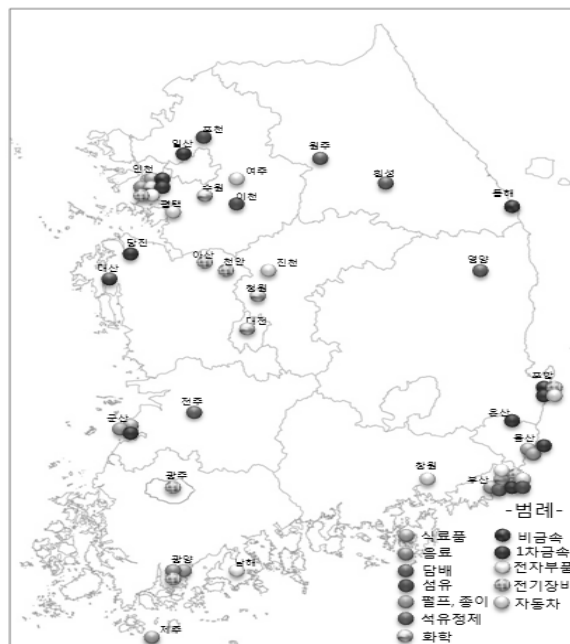 포천
일산
원주
인천
여주
횡성
수원
이천
동해
평택
당진
아산
천안
진천
영양
대산
청원
대전
포항
전주
군산
울산
광주
창원
부산
-범례-
식료품
비금속
음료
1차금속
담배
전자부품
섬유
전기장비
펄프, 종이
자동차
석유정제
화학
광양
남해
제주